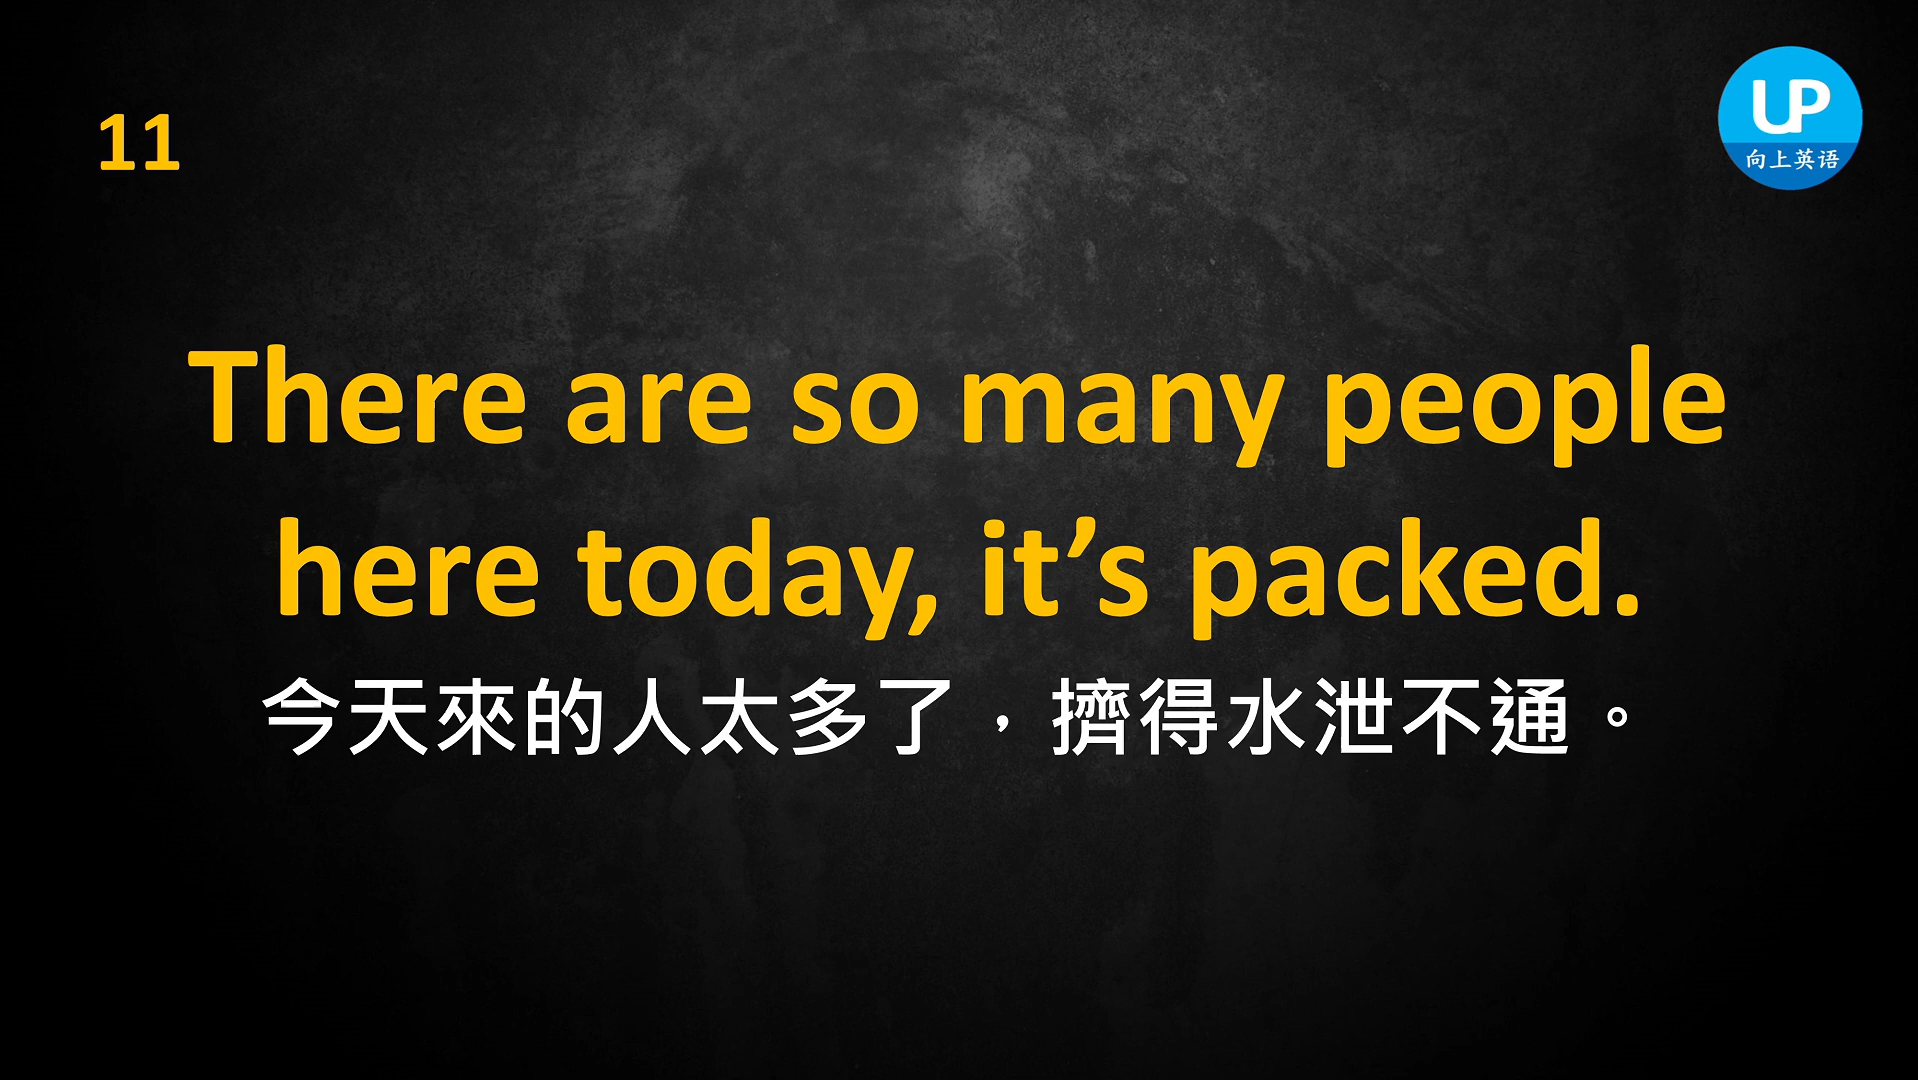 11
UP
向上英语
There are so many people
here today, it’s packed.
今天來的人太多了，擠得水泄不通。